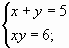 x + y = 5
xy = 6;